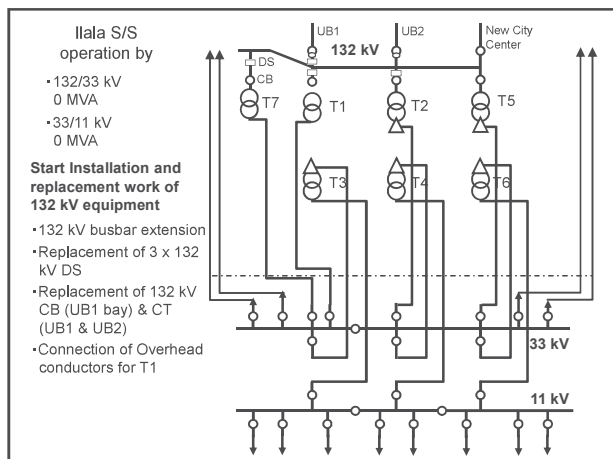 Ilala S/S
operation by
• 132/33 kV
0 MVA
• 33/11 kV
0 MVA
Start Installation and
replacement work of
132 kV equipment
• 132 kV busbar extension
• Replacement of 3 x 132
kV DS
• Replacement of 132 kV
CB (UB1 bay) & CT
(UB1 & UB2)
• Connection of Overhead
conductors for T1
UB1
UB2
New City
Center
132 kV
DS
CB
T7
T1
T2
T5
T3
T4
T6
33 kV
11 kV